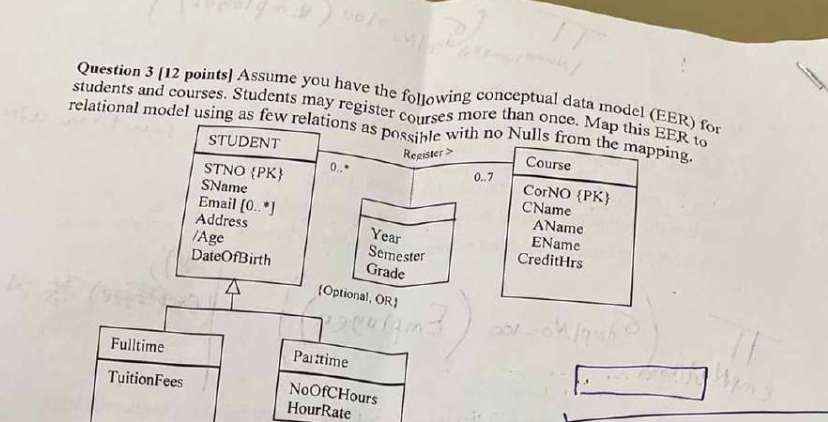 Question 3 [12 points] Assume you have the following conceptual data model (EER) for
students and courses. Students may register courses more than once. Map this EER to
relational model using as few relations as possible with no Nulls from the mapping.
STUDENT
STNO {PK}
SName
Email [0..*]
Address
/Age
DateOfBirth
0..*
Register >
0..7
Year
Semester
Grade
Course
CorNO {PK}
CName
AName
EName
CreditHrs
{Optional, OR}
Fulltime
TuitionFees
Parttime
NoOfCHours
HourRate